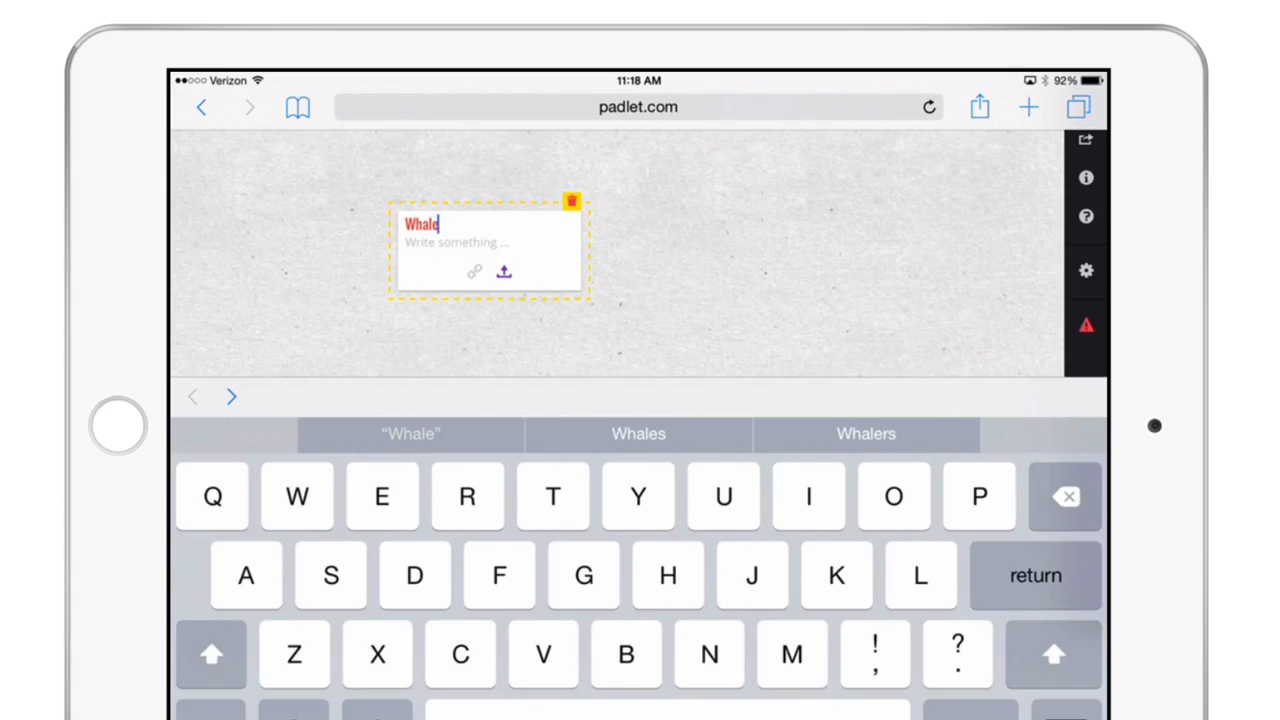 Verizon 11:18 AM 92%
padlet.com
Whale
Write something ...
“Whale” Whales Whalers
Q W E R T Y U I O P
A S D F G H J K L return
Z X C V B N M ! , ? .